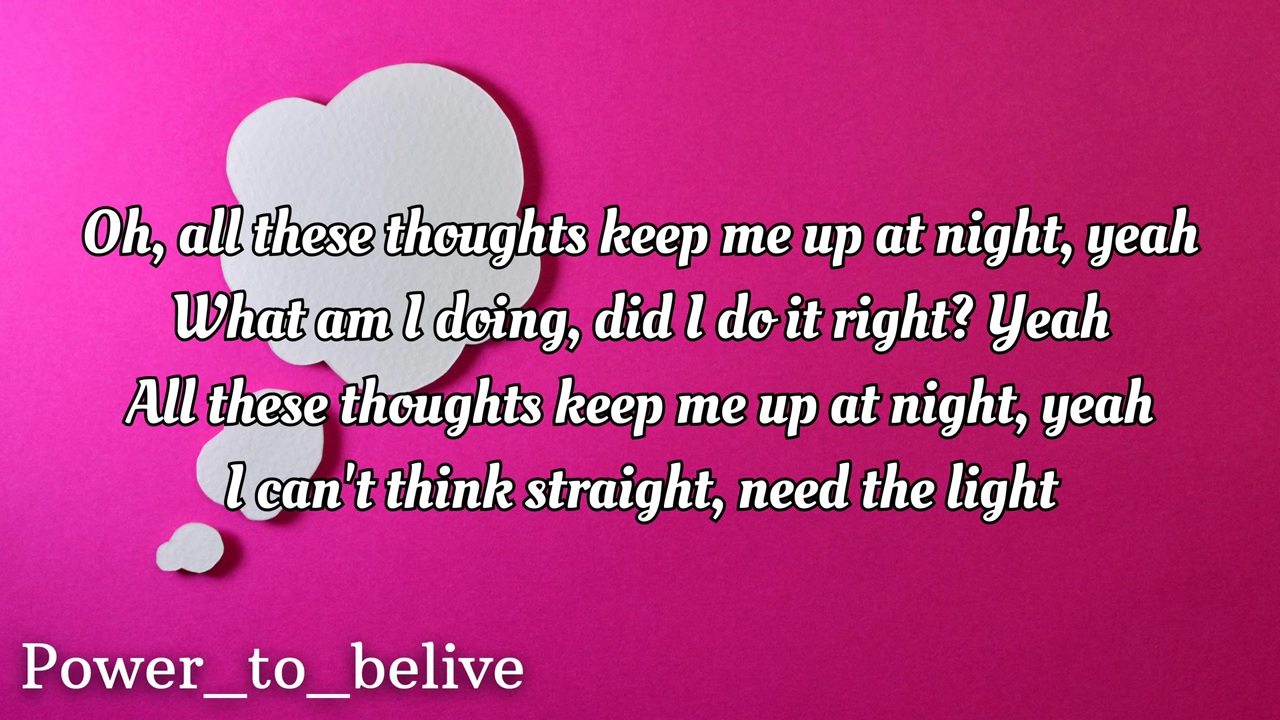 Oh, all these thoughts keep me up at night, yeah
What am I doing, did I do it right? Yeah
All these thoughts keep me up at night, yeah
I can't think straight, need the light
Power_to_belive